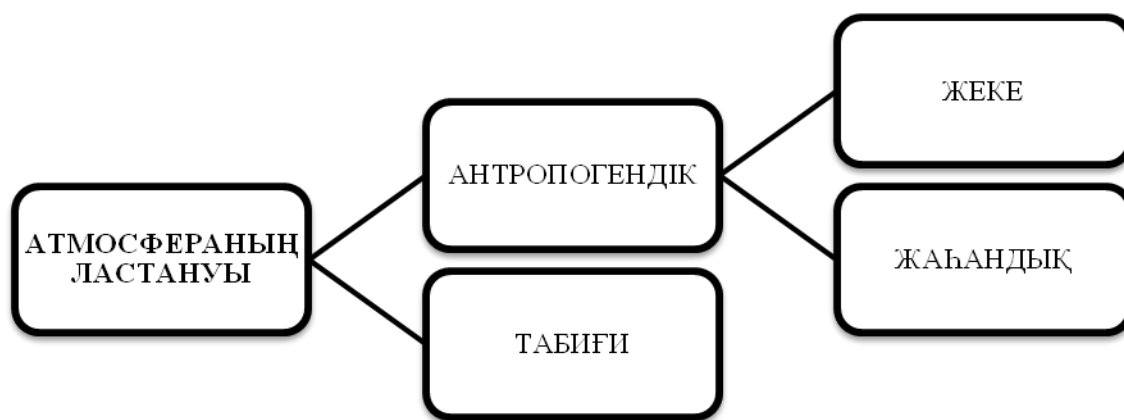 АТМОСФЕРАНЫҢ
ЛАСТАНУЫ
АНТРОПОГЕНДІК
ТАБИҒИ
ЖЕКЕ
ЖАҺАНДЫҚ